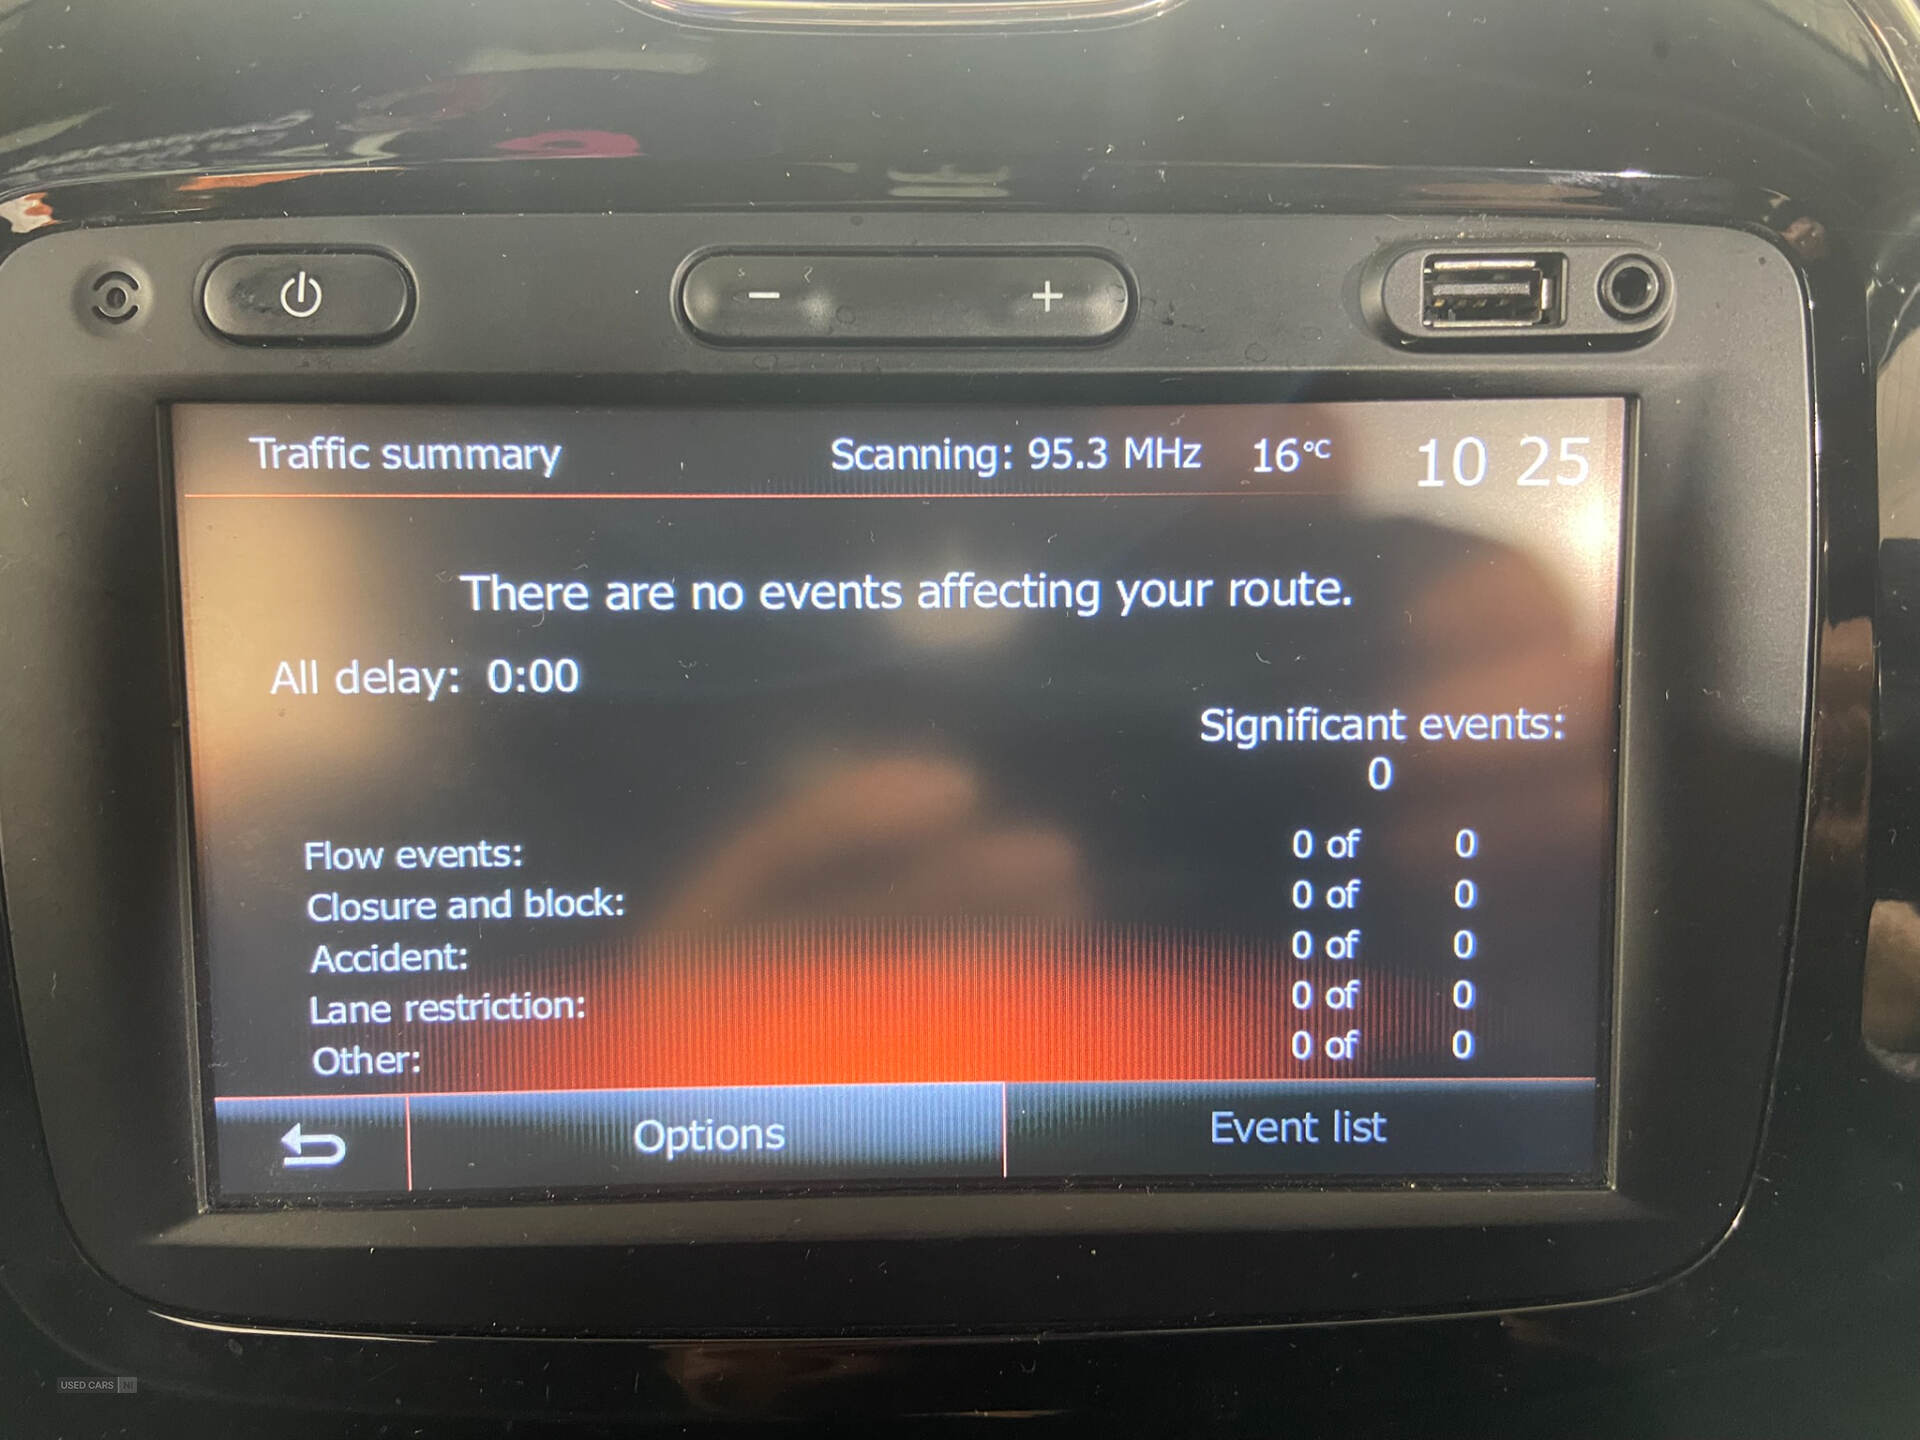 Traffic summary Scanning: 95.3 MHz 16°C 10 25
There are no events affecting your route.
All delay: 0:00
Significant events:
0
Flow events: 0 of 0
Closure and block: 0 of 0
Accident: 0 of 0
Lane restriction: 0 of 0
Other: 0 of 0
Options Event list
USED CARS NI